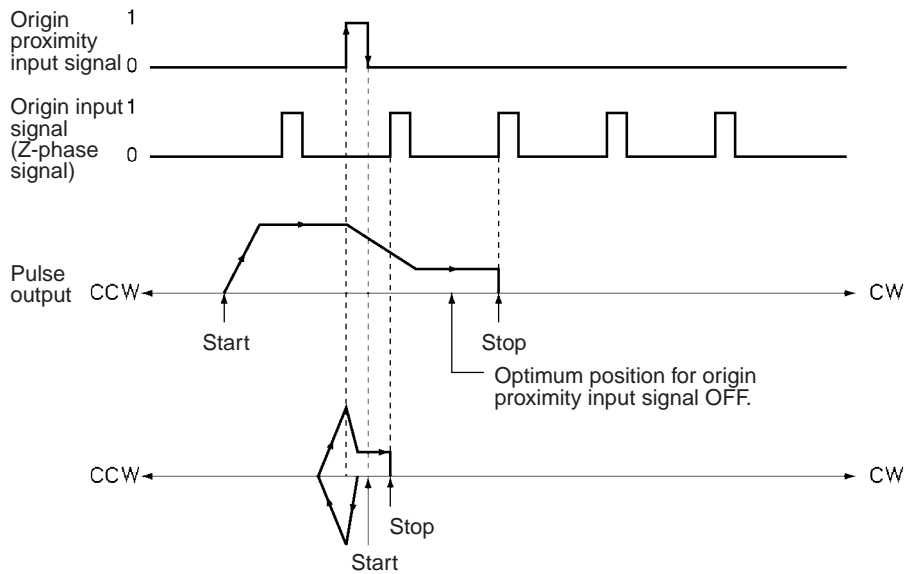 Origin
proximity
input signal
1
0
Origin input
signal
(Z-phase
signal)
1
0
Pulse
output
CCW
CW
Start
Stop
Optimum position for origin
proximity input signal OFF.
CCW
CW
Stop
Start